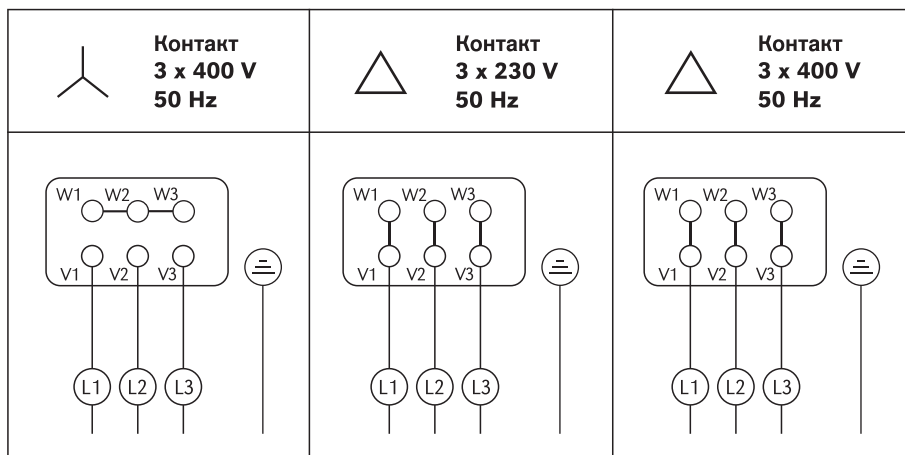 Контакт
3 x 400 V
50 Hz
Контакт
3 x 230 V
50 Hz
Контакт
3 x 400 V
50 Hz
W1 W2 W3
V1 V2 V3
L1 L2 L3
W1 W2 W3
V1 V2 V3
L1 L2 L3
W1 W2 W3
V1 V2 V3
L1 L2 L3